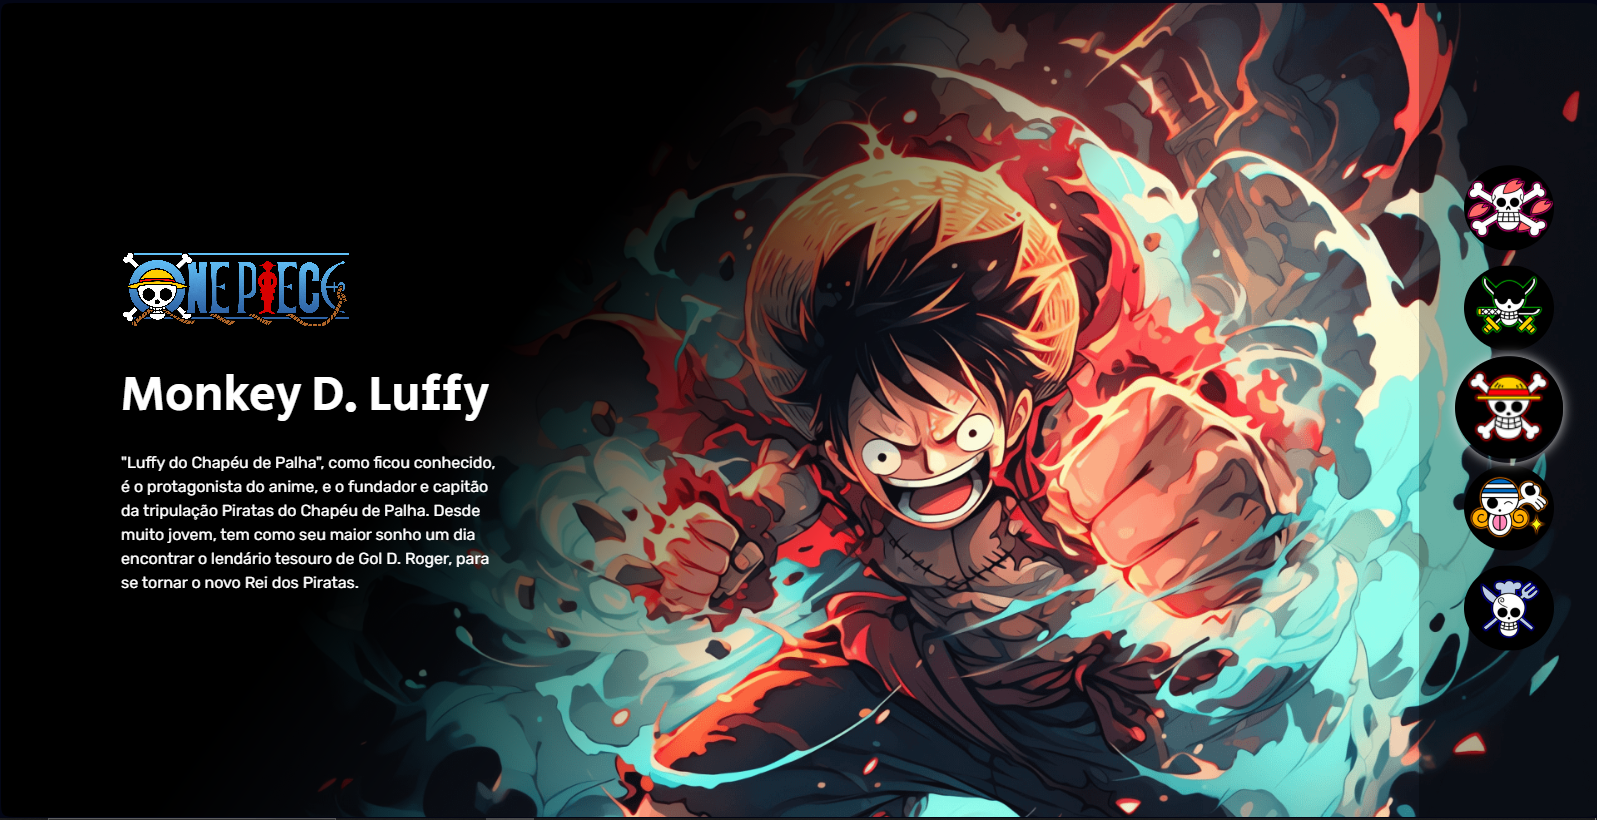 ONE PIECE
Monkey D. Luffy
"Luffy do Chapéu de Palha", como ficou conhecido,
é o protagonista do anime, e o fundador e capitão
da tripulação Piratas do Chapéu de Palha. Desde
muito jovem, tem como seu maior sonho um dia
encontrar o lendário tesouro de Gol D. Roger, para
se tornar o novo Rei dos Piratas.